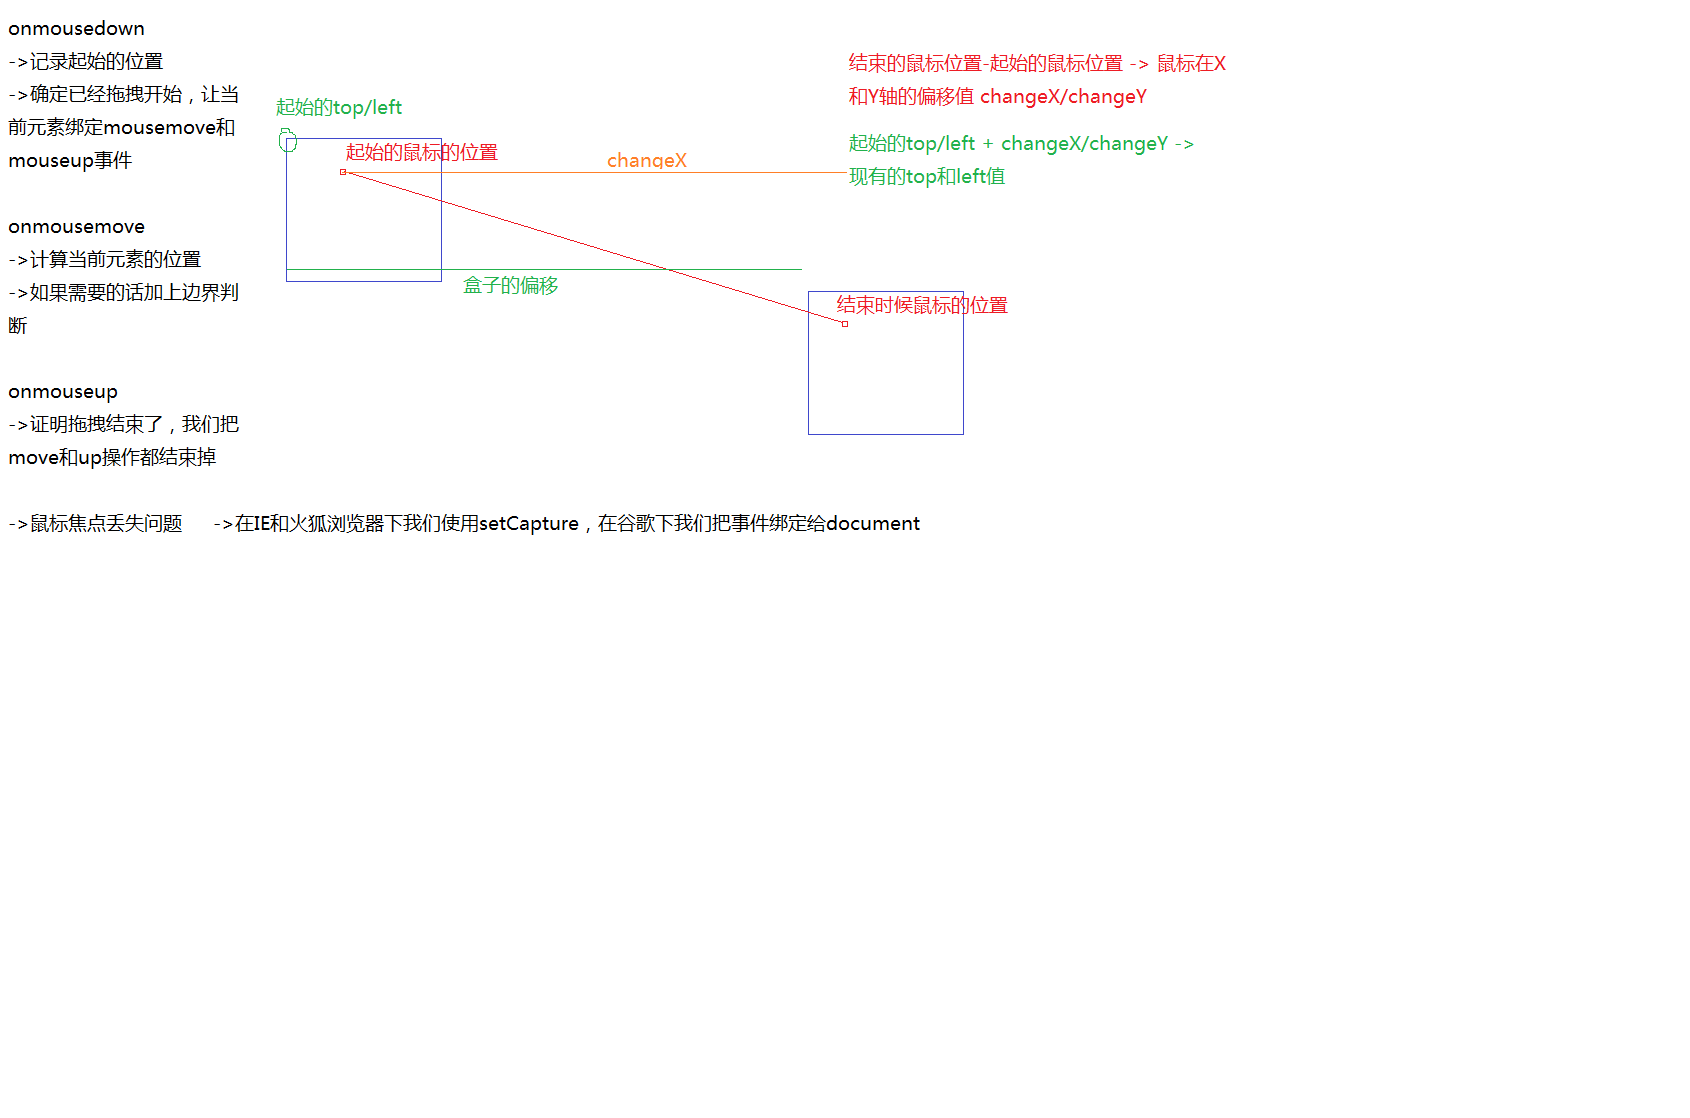 onmousedown
->记录起始的位置
->确定已经拖拽开始，让当
前元素绑定mousemove和
mouseup事件
onmousemove
->计算当前元素的位置
->如果需要的话加上边界判
断
onmouseup
->证明拖拽结束了，我们把
move和up操作都结束掉
->鼠标焦点丢失问题 ->在IE和火狐浏览器下我们使用setCapture，在谷歌下我们把事件绑定给document
起始的top/left
起始的鼠标的位置
changeX
盒子的偏移
结束时候鼠标的位置
结束的鼠标位置-起始的鼠标位置 -> 鼠标在X
和Y轴的偏移值 changeX/changeY
起始的top/left + changeX/changeY ->
现有的top和left值